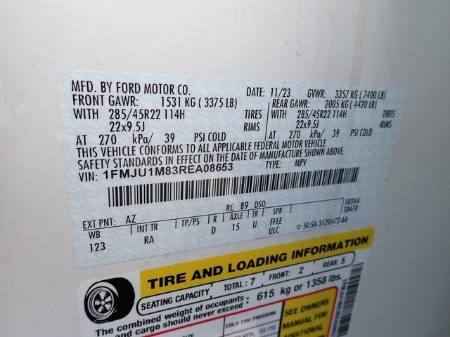 MFD. BY FORD MOTOR CO.
DATE: 11/23 GVWR: 3357 KG (7400 LB)
FRONT GAWR: 1531 KG (3375 LB) REAR GAWR: 2005 KG (4420 LB)
WITH 285/45R22 114H TIRES WITH 285/45R22 114H TIRES
22x9.5J RIMS 22x9.5J RIMS
AT 270 kPa/ 39 PSI COLD AT 270 kPa/ 39 PSI COLD
THIS VEHICLE CONFORMS TO ALL APPLICABLE FEDERAL MOTOR VEHICLE
SAFETY STANDARDS IN EFFECT ON THE DATE OF MANUFACTURE SHOWN ABOVE.
VIN: 1FMJU1M83REA08653
TYPE: MPV
EXT PNT: AZ RC: 89 DSO:
WB R TP/PS R AXLE TR
123 RA D 15 U
ULC
TIRE AND LOADING INFORMATION
SEATING CAPACITY TOTAL: 7 FRONT: 2 REAR: 5
The combined weight of occupants and cargo should never exceed: 615 kg or 1358 lbs.
COLD TIRE PRESSURE
SEE OWNERS
MANUAL FOR
ADDITIONAL